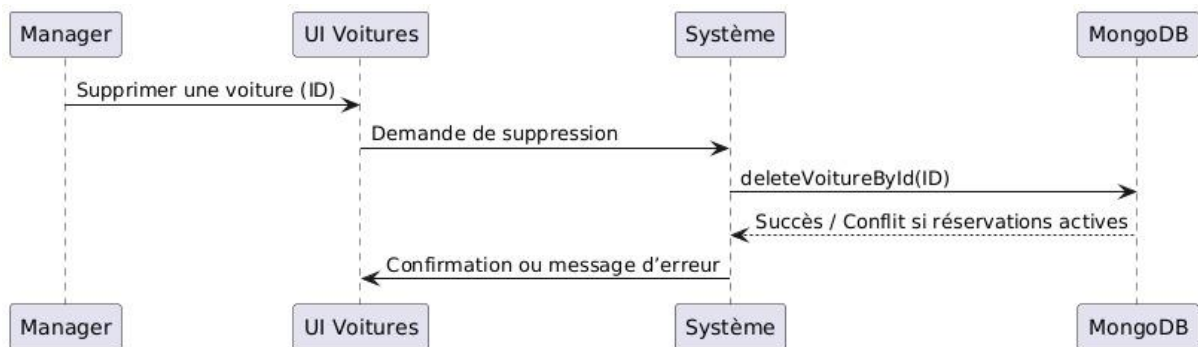 Manager
UI Voitures
Système
MongoDB
Supprimer une voiture (ID)
Demande de suppression
deleteVoitureById(ID)
Succès / Conflit si réservations actives
Confirmation ou message d’erreur
Manager
UI Voitures
Système
MongoDB